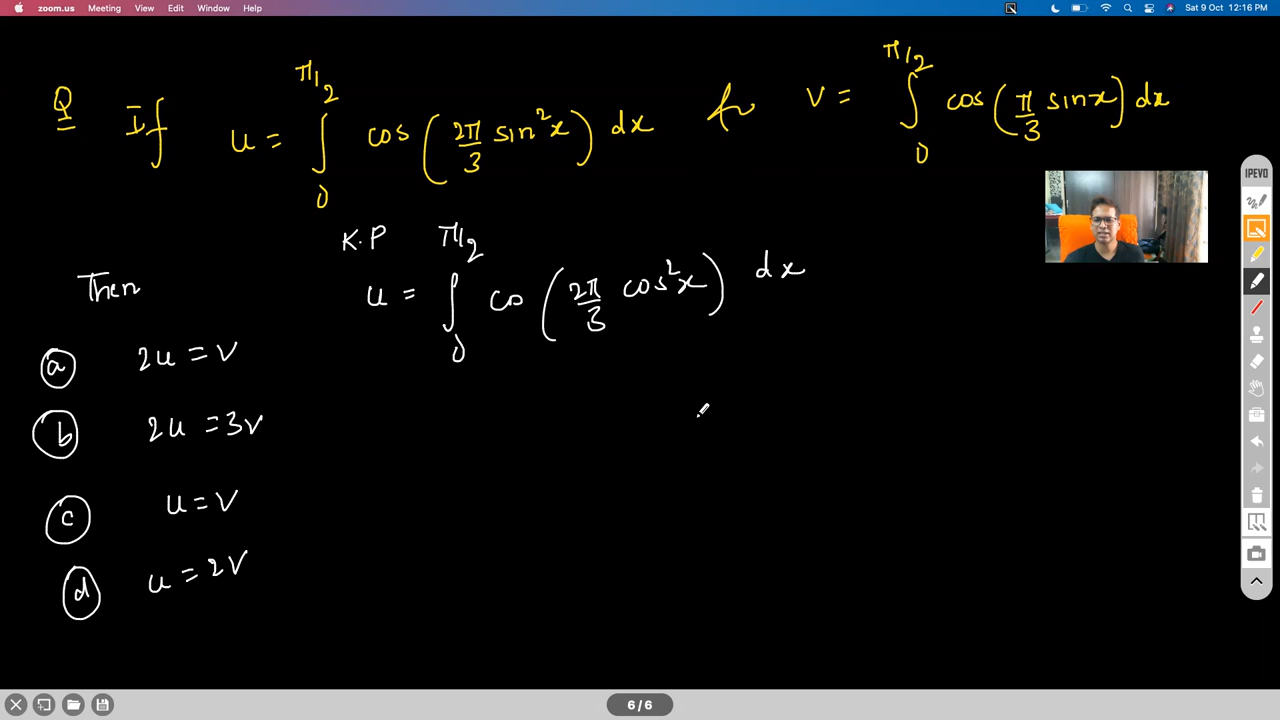 zoom.us Meeting View Edit Window Help Sat 9 Oct 12:16 PM
Q If u = ∫₀^{π/2} cos(2π/3 sin²x) dx for v = ∫₀^{π/2} cos(π/3 sinx) dx
K.P
Then u = ∫₀^{π/2} cos(2π/3 cos²x) dx
a 2u = v
b 2u = 3v
c u = v
d u = 2v
IPEVO
6/6